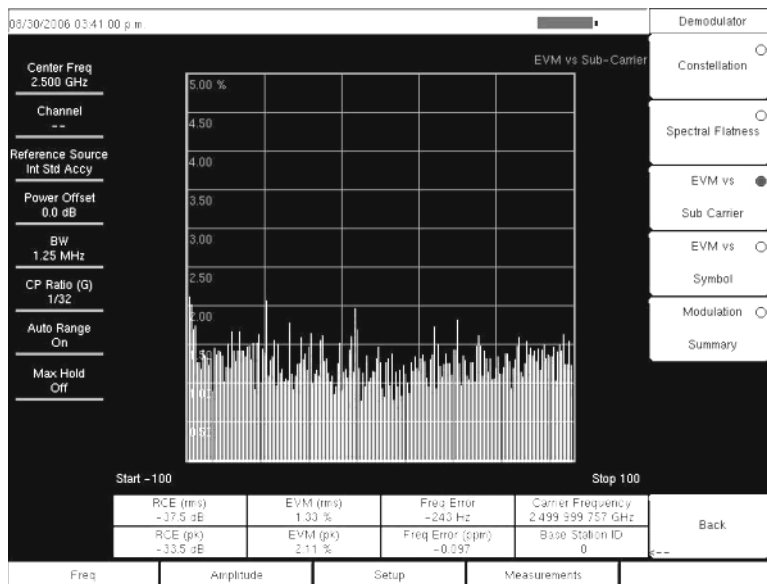 08/30/2006 03:41:00 p.m.
Demodulator
EVM vs Sub-Carrier
Center Freq
2.500 GHz
Channel
--
Reference Source
Int Std Accy
Power Offset
0.0 dB
BW
1.25 MHz
CP Ratio (G)
1/32
Auto Range
On
Max Hold
Off
5.00 %
4.50
4.00
3.50
3.00
2.50
2.00
1.50
1.00
0.50
Start -100
Stop 100
Constellation
Spectral Flatness
EVM vs
Sub Carrier
EVM vs
Symbol
Modulation
Summary
Back
<--
RCE (rms)
-37.5 dB
EVM (rms)
1.33 %
Freq Error
-243 Hz
Carrier Frequency
2.499 999 757 GHz
RCE (pk)
-33.5 dB
EVM (pk)
2.11 %
Freq Error (ppm)
-0.097
Base Station ID
0
Freq
Amplitude
Setup
Measurements